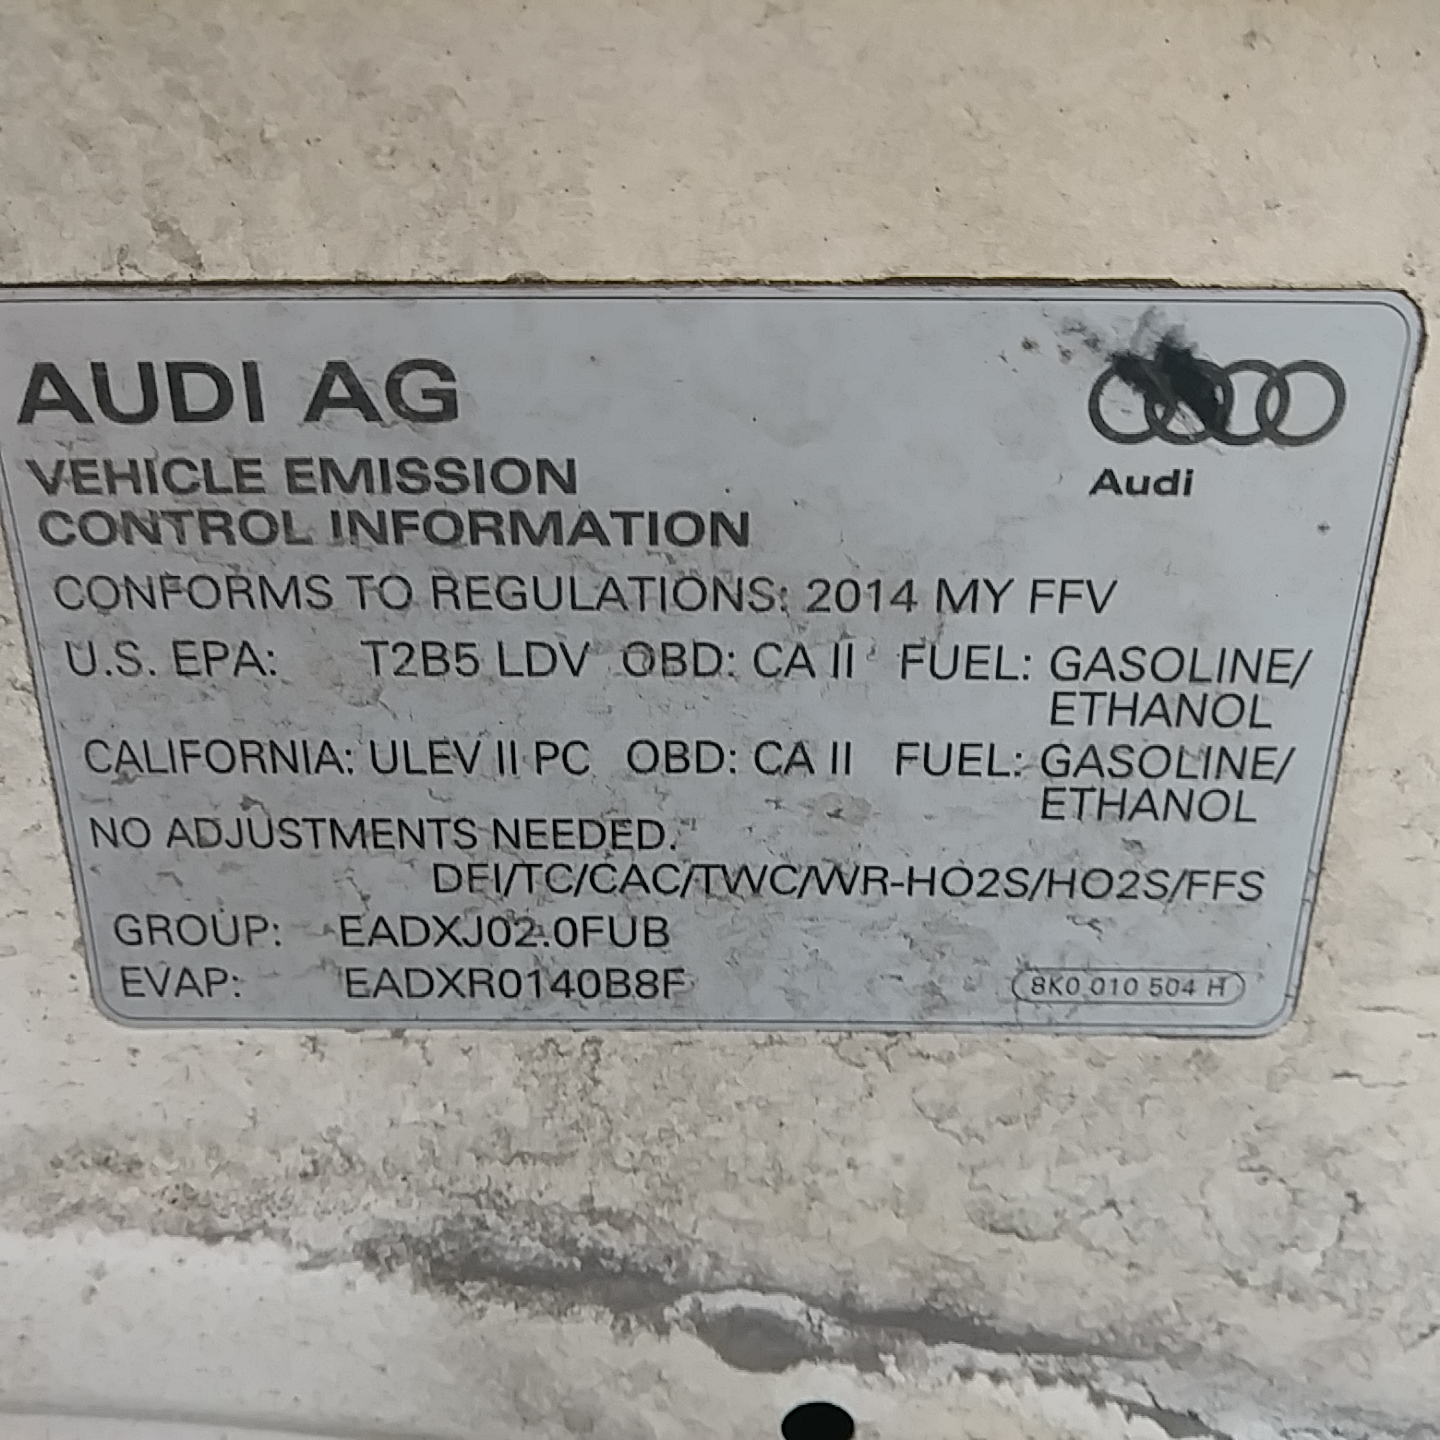 AUDI AG
Audi
VEHICLE EMISSION
CONTROL INFORMATION
CONFORMS TO REGULATIONS: 2014 MY FFV
U.S. EPA: T2B5 LDV OBD: CA II FUEL: GASOLINE/
ETHANOL
CALIFORNIA: ULEV II PC OBD: CA II FUEL: GASOLINE/
ETHANOL
NO ADJUSTMENTS NEEDED.
DFI/TC/CAC/TWC/WR-HO2S/HO2S/FFS
GROUP: EADXJ02.0FUB
EVAP: EADXR0140B8F
8K0 010 504 H